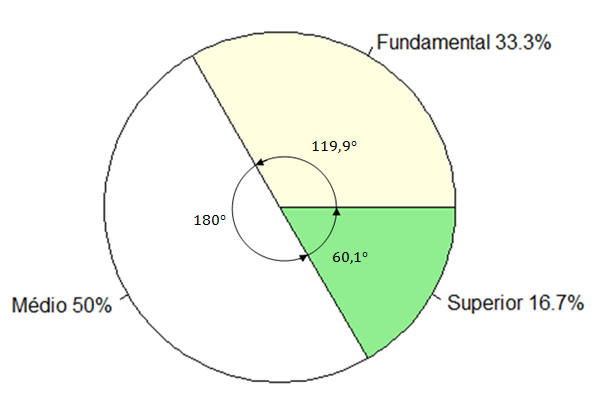 Fundamental 33.3%
119,9°
180°
60,1°
Médio 50%
Superior 16.7%